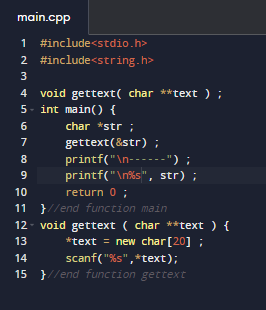 main.cpp
1 #include<stdio.h>
2 #include<string.h>
3
4 void gettext( char **text ) ;
5 int main() {
6 char *str ;
7 gettext(&str) ;
8 printf("\n------") ;
9 printf("\n%s", str) ;
10 return 0 ;
11 }//end function main
12 void gettext ( char **text ) {
13 *text = new char[20] ;
14 scanf("%s",*text);
15 }//end function gettext